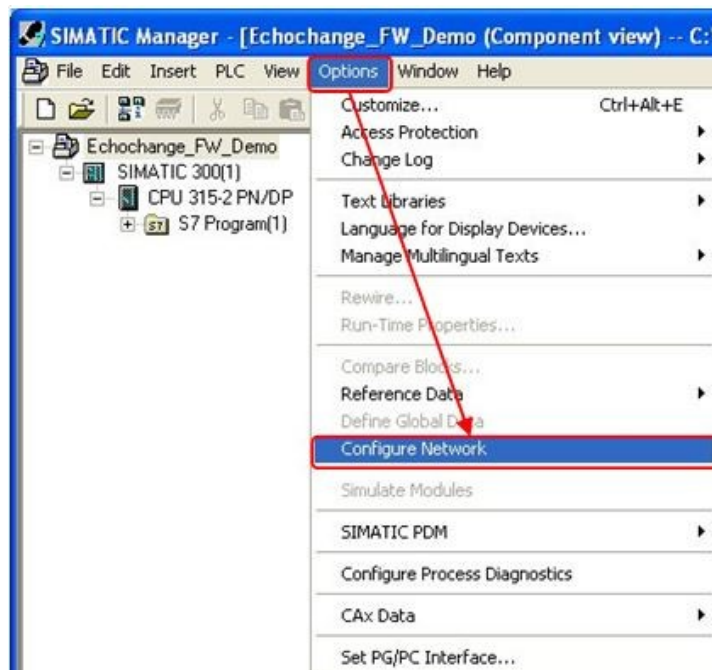 SIMATIC Manager - [Echochange_FW_Demo (Component view) -- C:
File Edit Insert PLC View Options Window Help
Echochange_FW_Demo
SIMATIC 300(1)
CPU 315-2 PN/DP
S7 Program(1)
Customize... Ctrl+Alt+E
Access Protection
Change Log
Text Libraries
Language for Display Devices...
Manage Multilingual Texts
Rewire...
Run-Time Properties...
Compare Blocks...
Reference Data
Define Global Data
Configure Network
Simulate Modules
SIMATIC PDM
Configure Process Diagnostics
CAx Data
Set PG/PC Interface...